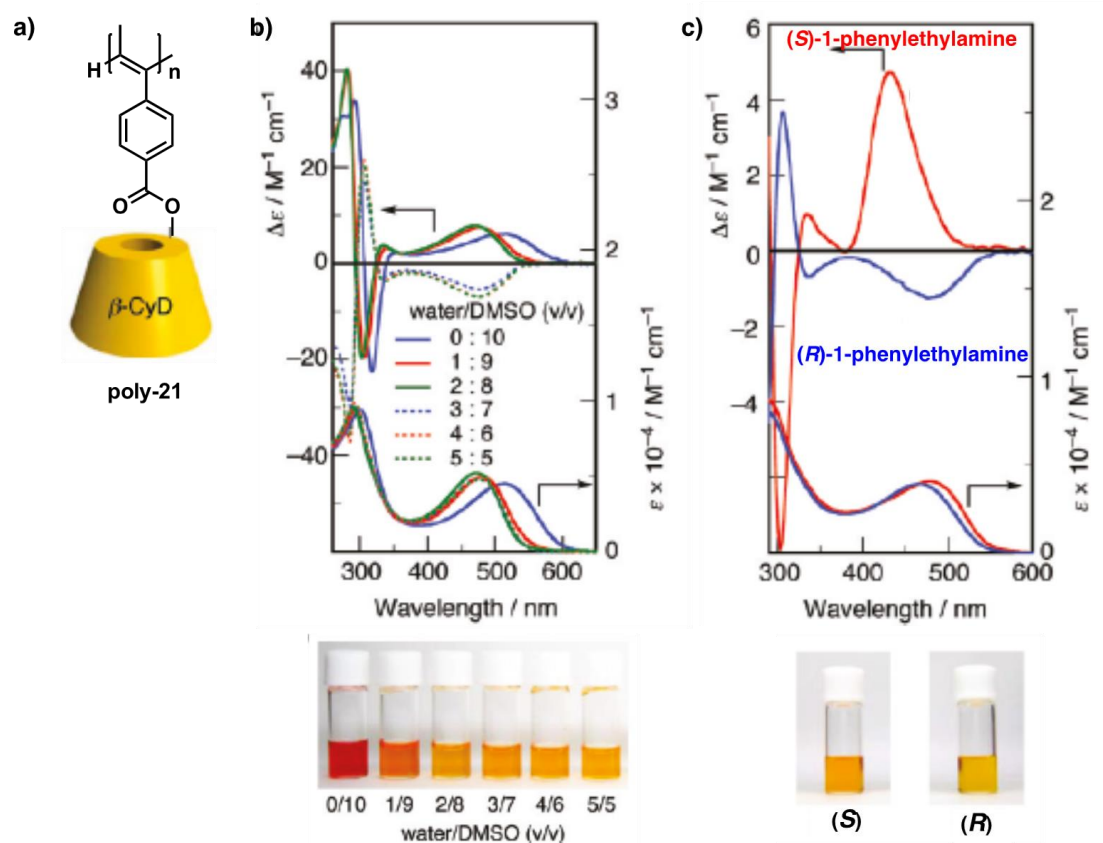 a)
H
n
O
O
β-CyD
poly-21
b)
Δε / M⁻¹ cm⁻¹
40
20
0
−20
−40
3
2
1
0
ε x 10⁻⁴ / M⁻¹ cm⁻¹
water/DMSO (v/v)
0 : 10
1 : 9
2 : 8
3 : 7
4 : 6
5 : 5
300 400 500 600
Wavelength / nm
0/10 1/9 2/8 3/7 4/6 5/5
water/DMSO (v/v)
c)
(S)-1-phenylethylamine
Δε / M⁻¹ cm⁻¹
6
4
2
0
−2
−4
2
1
0
ε x 10⁻⁴ / M⁻¹ cm⁻¹
(R)-1-phenylethylamine
300 400 500 600
Wavelength / nm
(S) (R)